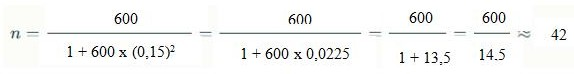 n = 600 / 1 + 600 x (0,15)² = 600 / 1 + 600 x 0,0225 = 600 / 1 + 13,5 = 600 / 14.5 ≈ 42